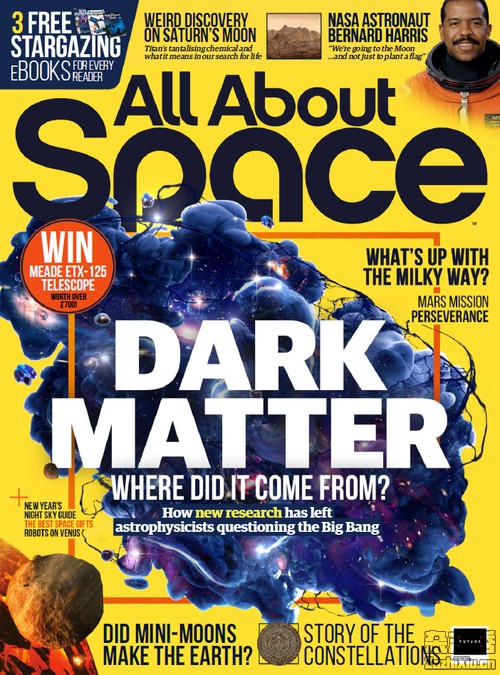 3 FREE
STARGAZING
eBOOKS FOR EVERY
READER
WEIRD DISCOVERY
ON SATURN'S MOON
Titan's tantalising chemical and
what it means in our search for life
NASA ASTRONAUT
BERNARD HARRIS
"We're going to the Moon
...and not just to plant a flag"
All About
Space
WIN
MEADE ETX-125
TELESCOPE
WORTH OVER
£700!
WHAT'S UP WITH
THE MILKY WAY?
MARS MISSION
PERSEVERANCE
DARK
MATTER
WHERE DID IT COME FROM?
How new research has left
astrophysicists questioning the Big Bang
NEW YEAR'S
NIGHT SKY GUIDE
THE BEST SPACE GIFTS
ROBOTS ON VENUS
DID MINI-MOONS
MAKE THE EARTH?
STORY OF THE
CONSTELLATIONS
FUTURE